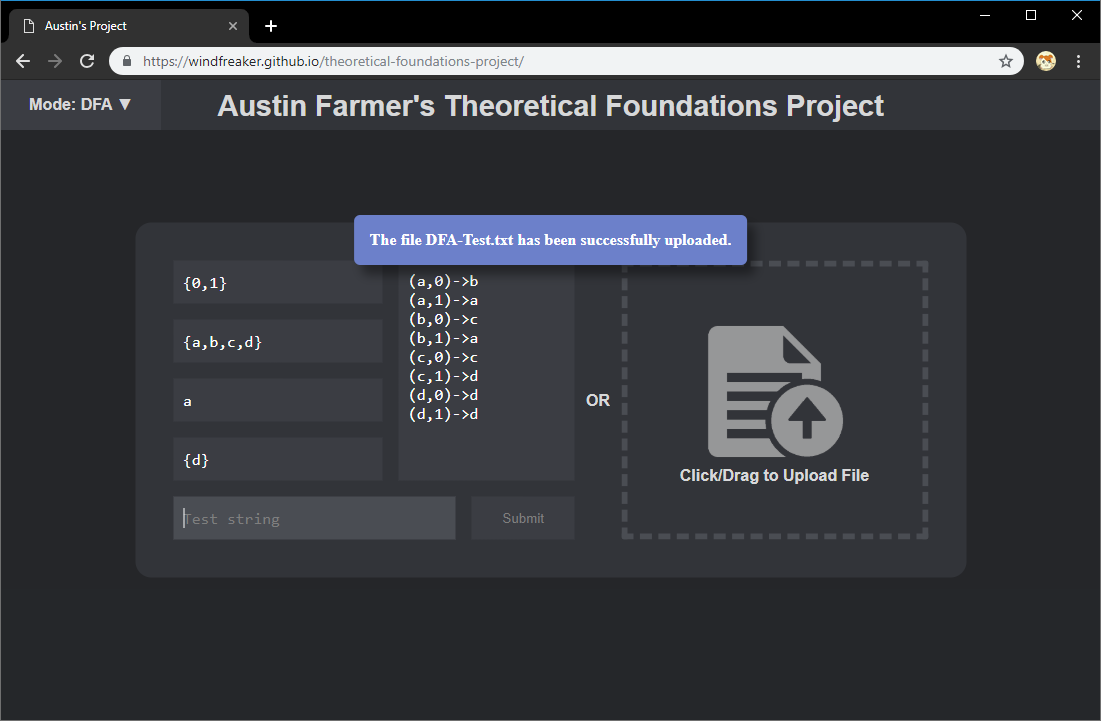 Austin's Project
https://windfreaker.github.io/theoretical-foundations-project/
Mode: DFA ▼
Austin Farmer's Theoretical Foundations Project
The file DFA-Test.txt has been successfully uploaded.
{0,1}
{a,b,c,d}
a
{d}
(a,0)->b
(a,1)->a
(b,0)->c
(b,1)->a
(c,0)->c
(c,1)->d
(d,0)->d
(d,1)->d
Test string
Submit
OR
Click/Drag to Upload File